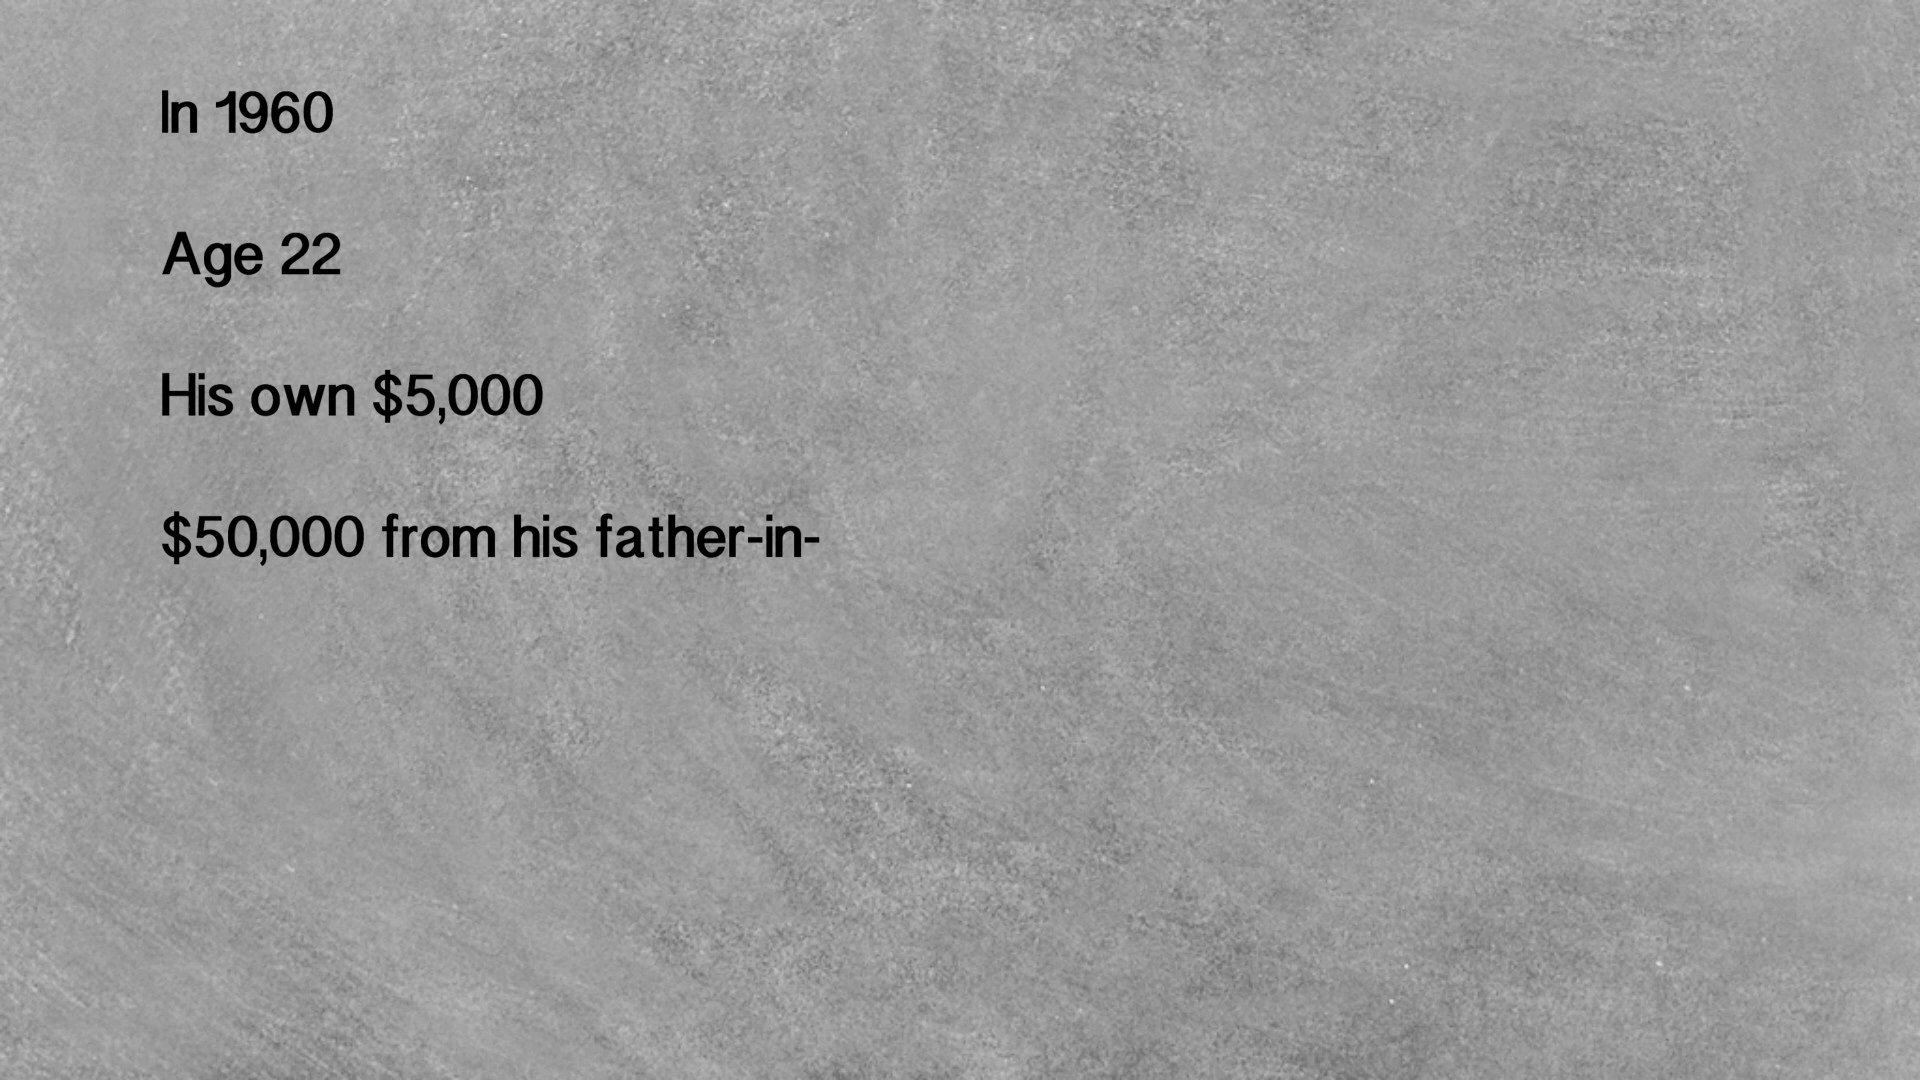 In 1960
Age 22
His own $5,000
$50,000 from his father-in-